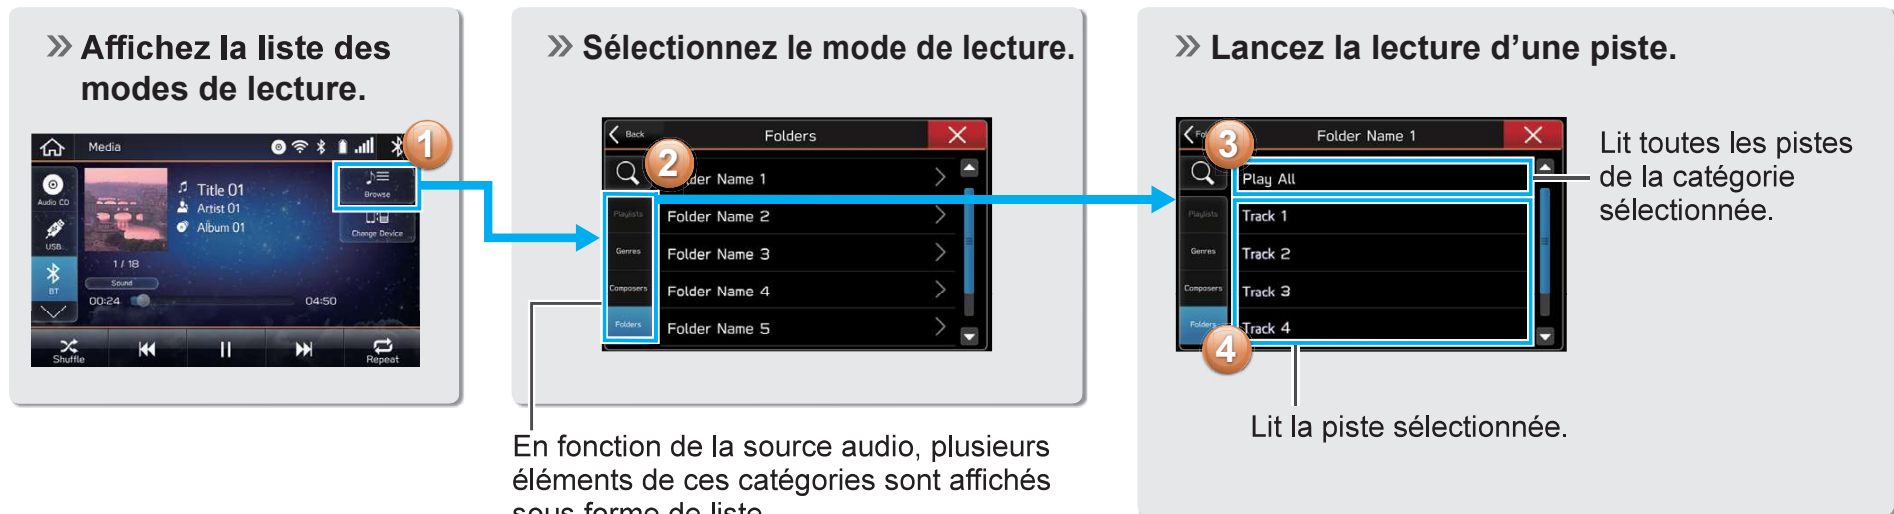 » Affichez la liste des
modes de lecture.
Media
Audio CD
USB
BT
Title 01
Artist 01
Album 01
1 / 18
Sound
00:24
04:50
Browse
Change Device
Shuffle
Repeat
1
» Sélectionnez le mode de lecture.
Back
Folders
2
Folder Name 1
Playlists
Folder Name 2
Genres
Folder Name 3
Composers
Folder Name 4
Folders
Folder Name 5
En fonction de la source audio, plusieurs
éléments de ces catégories sont affichés
sous forme de liste
» Lancez la lecture d’une piste.
3
Folder Name 1
Play All
Playlists
Track 1
Genres
Track 2
Composers
Track 3
Folders
Track 4
4
Lit toutes les pistes
de la catégorie
sélectionnée.
Lit la piste sélectionnée.